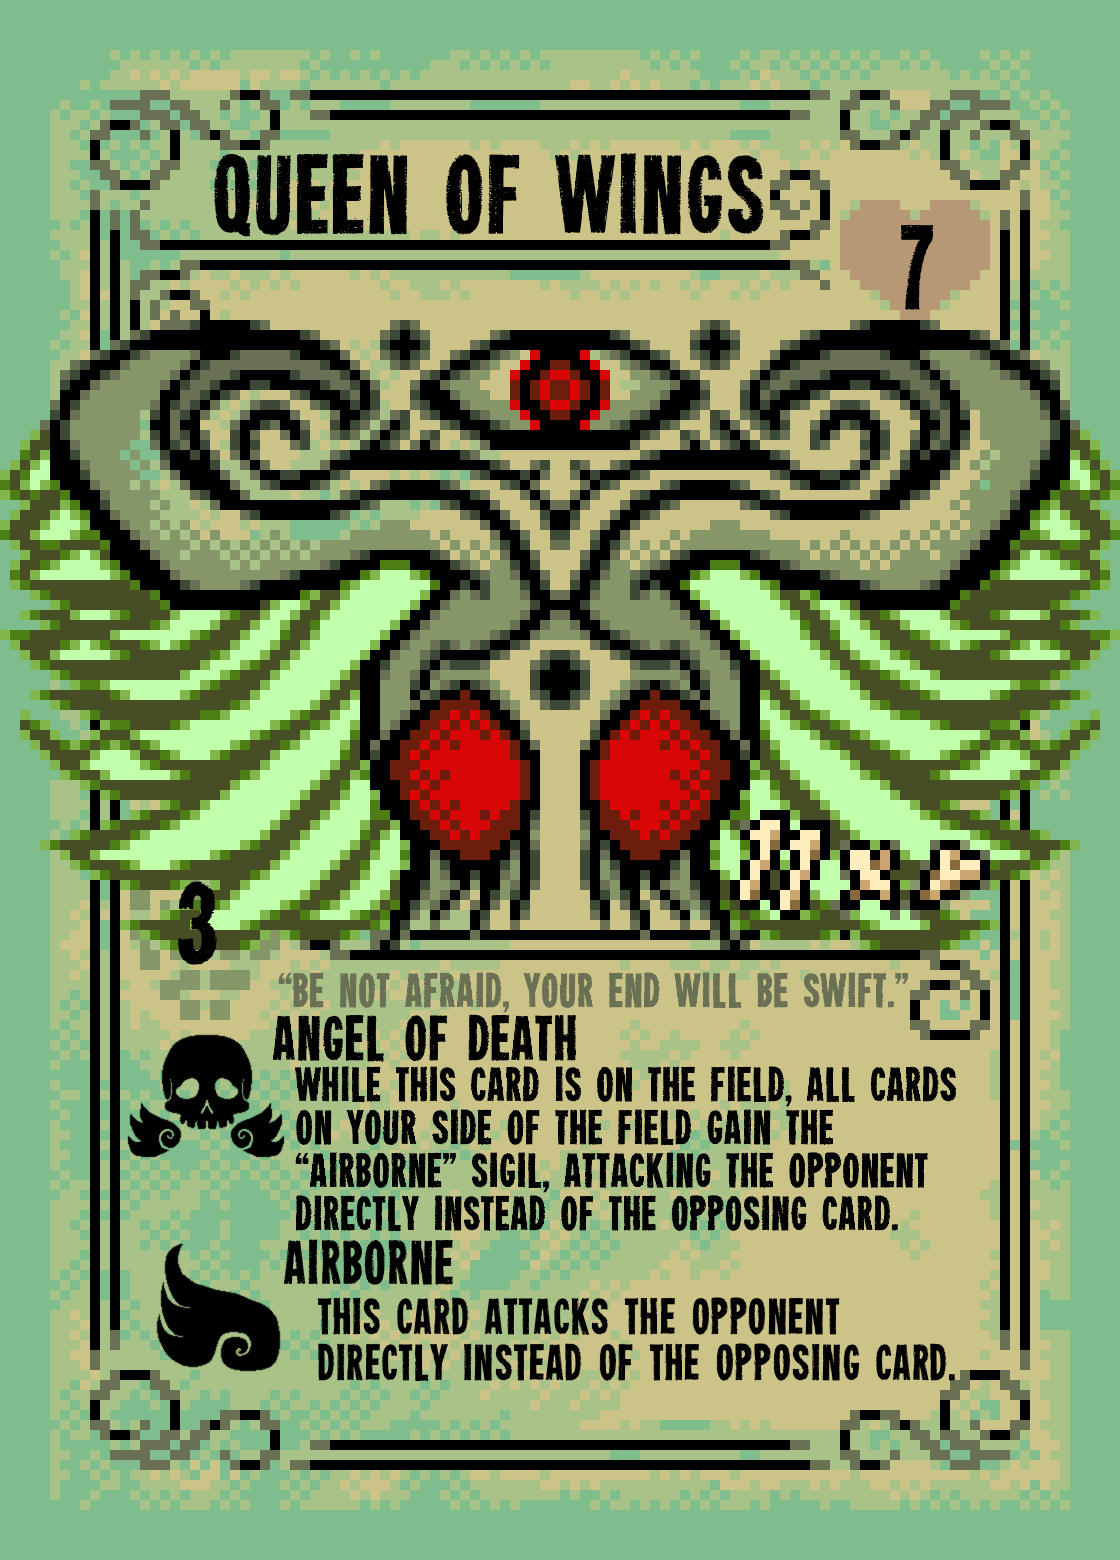 QUEEN OF WINGS
7
x 7
3
“BE NOT AFRAID, YOUR END WILL BE SWIFT.”
ANGEL OF DEATH
WHILE THIS CARD IS ON THE FIELD, ALL CARDS
ON YOUR SIDE OF THE FIELD GAIN THE
“AIRBORNE” SIGIL, ATTACKING THE OPPONENT
DIRECTLY INSTEAD OF THE OPPOSING CARD.
AIRBORNE
THIS CARD ATTACKS THE OPPONENT
DIRECTLY INSTEAD OF THE OPPOSING CARD.